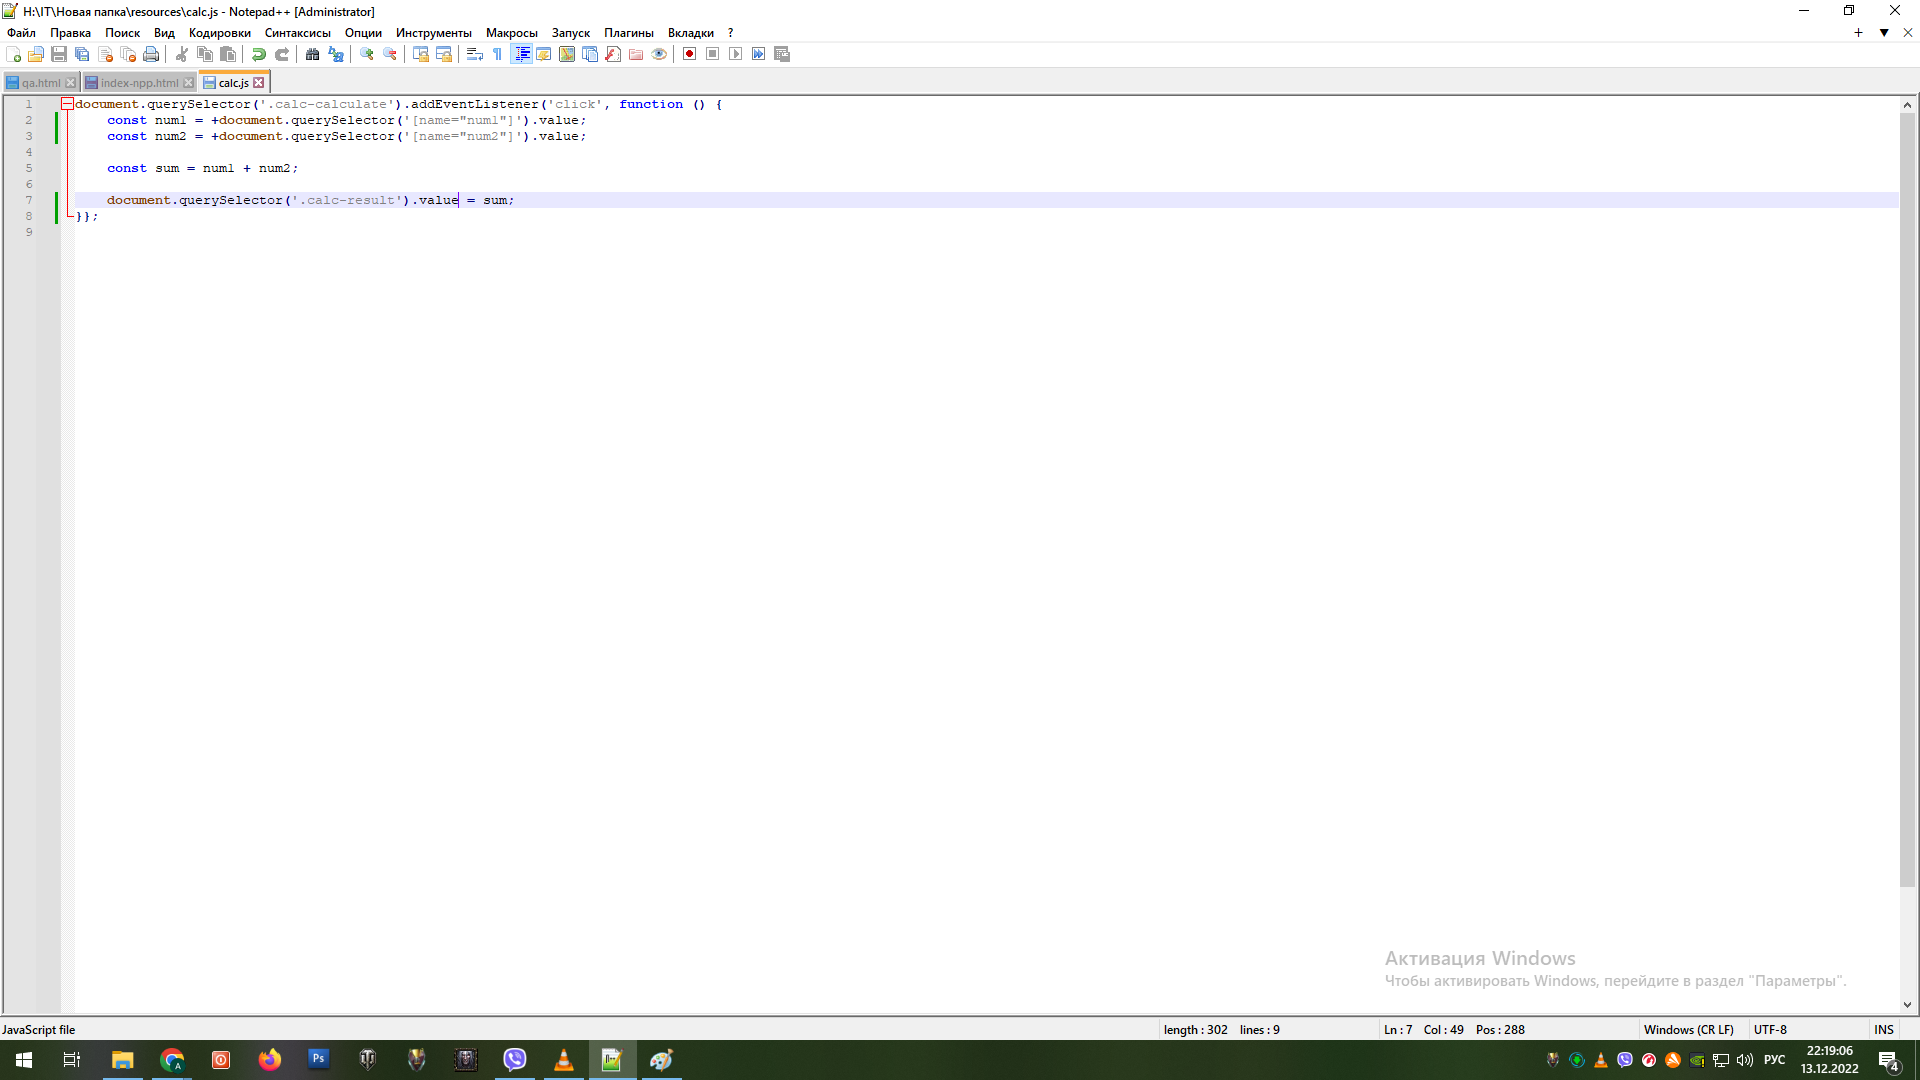 H:\IT\Новая папка\resources\calc.js - Notepad++ [Administrator]
Файл Правка Поиск Вид Кодировки Синтаксисы Опции Инструменты Макросы Запуск Плагины Вкладки ?
qa.html index-npp.html calc.js
1 document.querySelector('.calc-calculate').addEventListener('click', function () {
2 const num1 = +document.querySelector('[name="num1"]').value;
3 const num2 = +document.querySelector('[name="num2"]').value;
4
5 const sum = num1 + num2;
6
7 document.querySelector('.calc-result').value = sum;
8 }};
9
Активация Windows
Чтобы активировать Windows, перейдите в раздел "Параметры".
JavaScript file length : 302 lines : 9 Ln : 7 Col : 49 Pos : 288 Windows (CR LF) UTF-8 INS
Ps РУС 22:19:06
13.12.2022 4